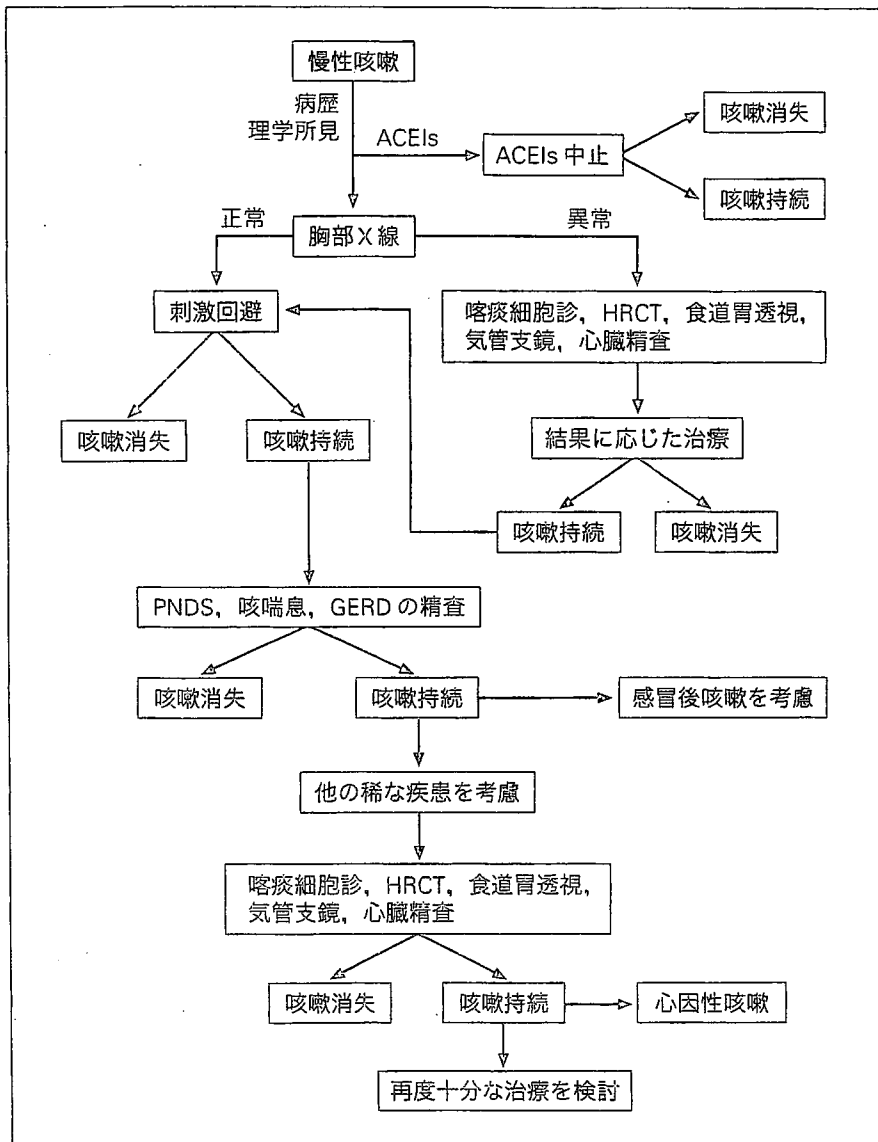 慢性咳嗽
病歴
理学所見
ACEIs
ACEIs 中止
咳嗽消失
咳嗽持続
正常
胸部X線
異常
刺激回避
喀痰細胞診，HRCT，食道胃透視，
気管支鏡，心臓精査
咳嗽消失
咳嗽持続
結果に応じた治療
咳嗽持続
咳嗽消失
PNDS，咳喘息，GERD の精査
咳嗽消失
咳嗽持続
感冒後咳嗽を考慮
他の稀な疾患を考慮
喀痰細胞診，HRCT，食道胃透視，
気管支鏡，心臓精査
咳嗽消失
咳嗽持続
心因性咳嗽
再度十分な治療を検討